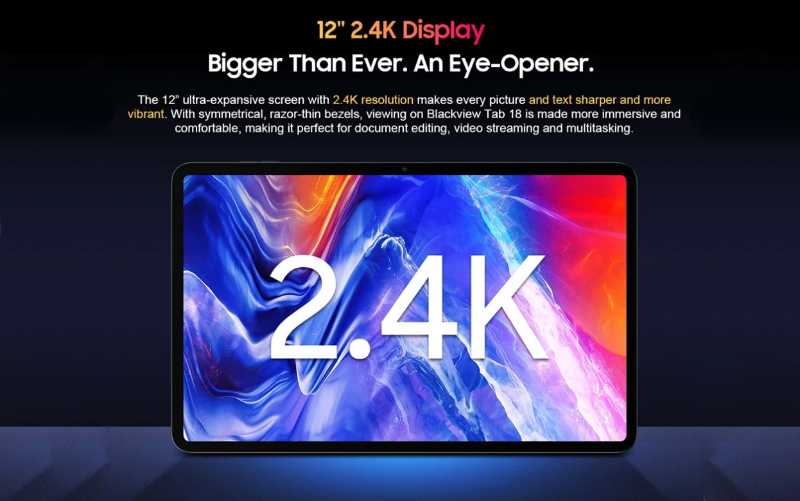 12" 2.4K Display
Bigger Than Ever. An Eye-Opener.
The 12" ultra-expansive screen with 2.4K resolution makes every picture and text sharper and more
vibrant. With symmetrical, razor-thin bezels, viewing on Blackview Tab 18 is made more immersive and
comfortable, making it perfect for document editing, video streaming and multitasking.
2.4K